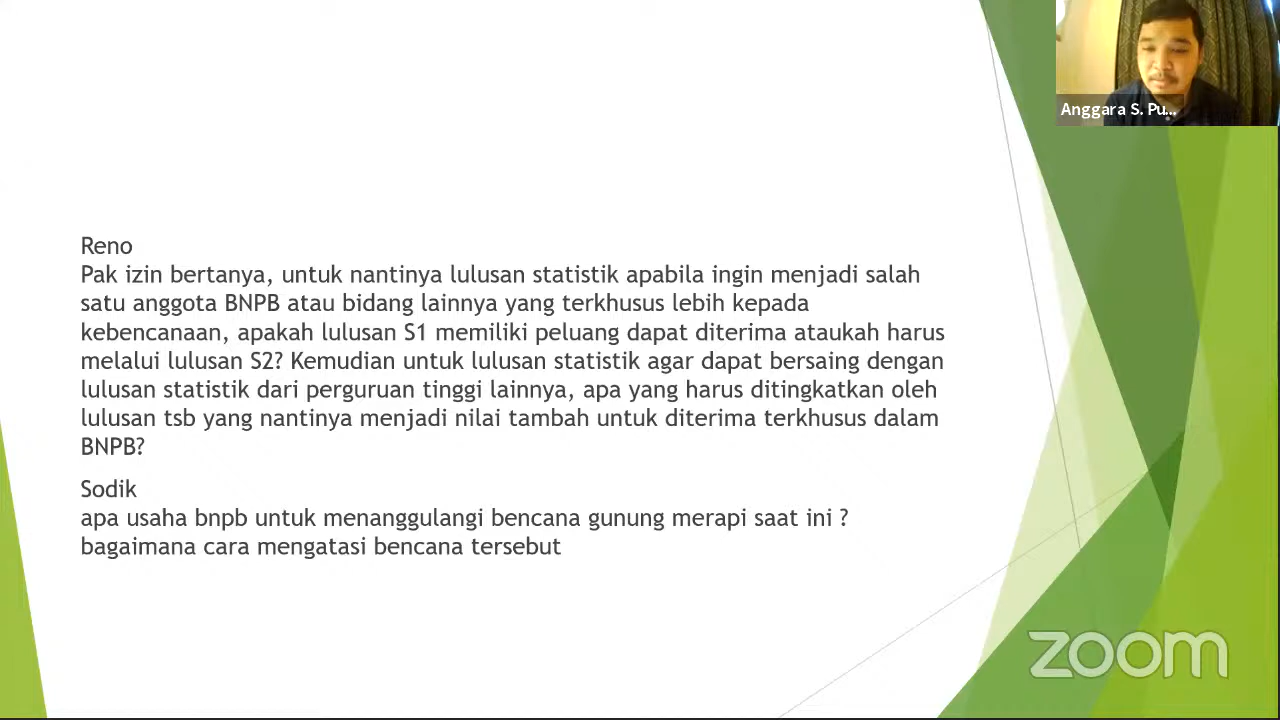 Anggara S. Pu...
Reno
Pak izin bertanya, untuk nantinya lulusan statistik apabila ingin menjadi salah
satu anggota BNPB atau bidang lainnya yang terkhusus lebih kepada
kebencanaan, apakah lulusan S1 memiliki peluang dapat diterima ataukah harus
melalui lulusan S2? Kemudian untuk lulusan statistik agar dapat bersaing dengan
lulusan statistik dari perguruan tinggi lainnya, apa yang harus ditingkatkan oleh
lulusan tsb yang nantinya menjadi nilai tambah untuk diterima terkhusus dalam
BNPB?
Sodik
apa usaha bnpb untuk menanggulangi bencana gunung merapi saat ini ?
bagaimana cara mengatasi bencana tersebut
zoom